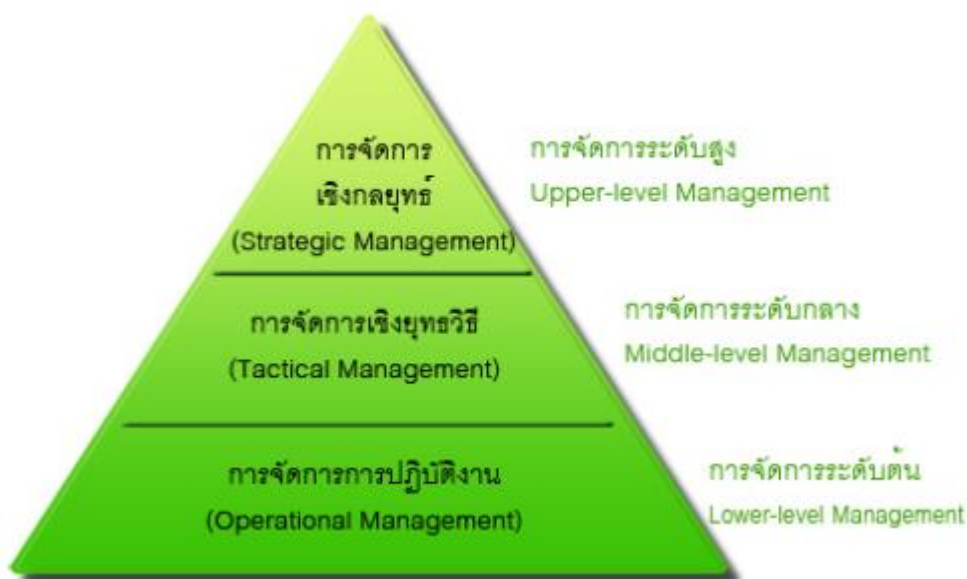 การจัดการ
เชิงกลยุทธ์
(Strategic Management)
การจัดการระดับสูง
Upper-level Management
การจัดการเชิงยุทธวิธี
(Tactical Management)
การจัดการระดับกลาง
Middle-level Management
การจัดการการปฏิบัติงาน
(Operational Management)
การจัดการระดับต้น
Lower-level Management